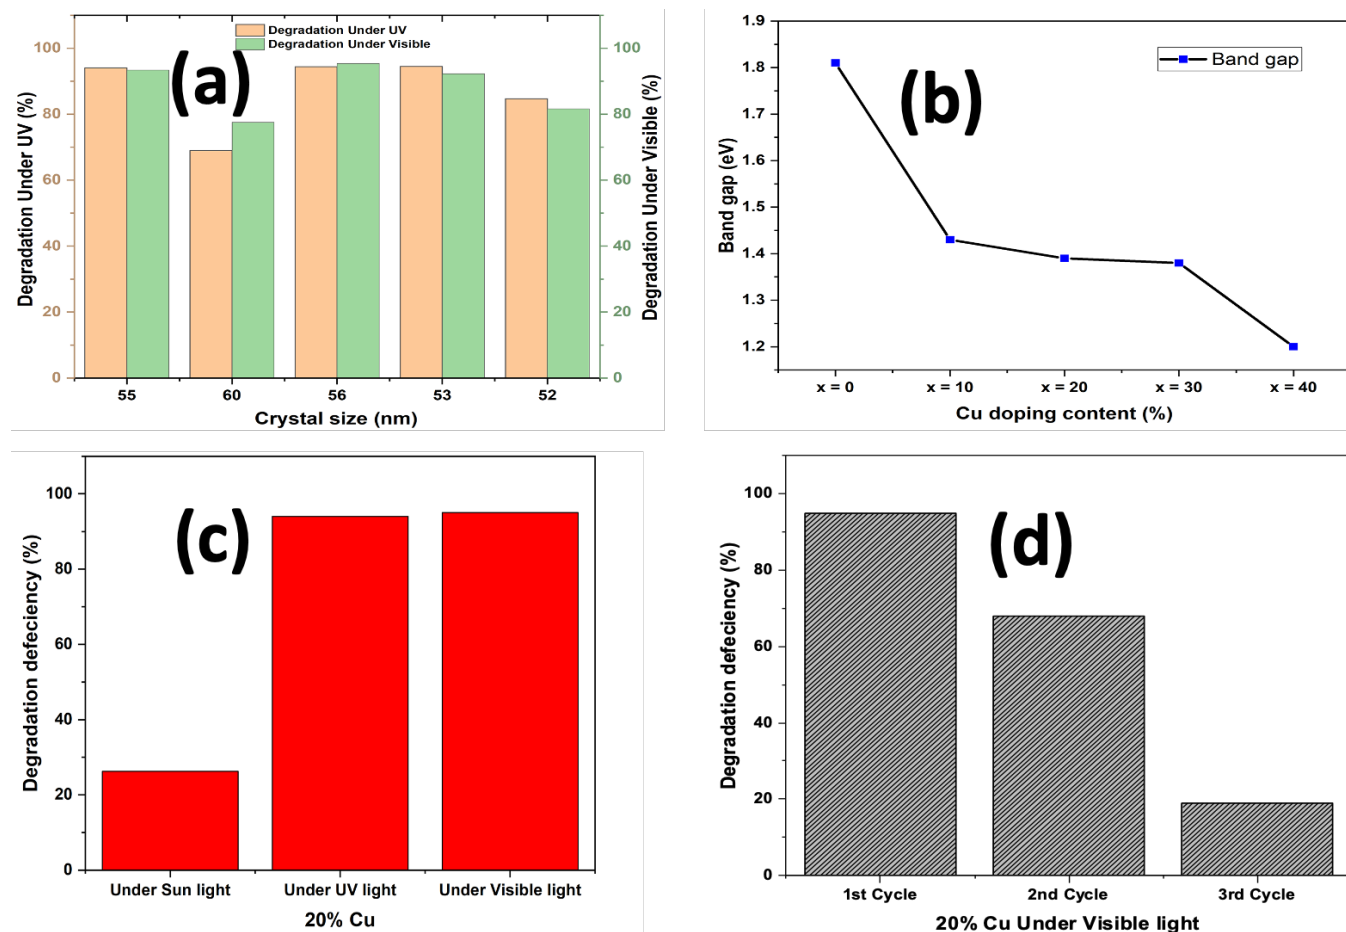 Degradation Under UV
Degradation Under Visible
(a)
Degradation Under UV (%)
100
80
60
40
20
0
Degradation Under Visible (%)
100
80
60
40
20
0
55 60 56 53 52
Crystal size (nm)
(b)
Band gap
Band gap (eV)
1.9
1.8
1.7
1.6
1.5
1.4
1.3
1.2
x = 0 x = 10 x = 20 x = 30 x = 40
Cu doping content (%)
(c)
Degradation defeciency (%)
100
80
60
40
20
0
Under Sun light Under UV light Under Visible light
20% Cu
(d)
Degradation defeciency (%)
100
80
60
40
20
0
1st Cycle 2nd Cycle 3rd Cycle
20% Cu Under Visible light